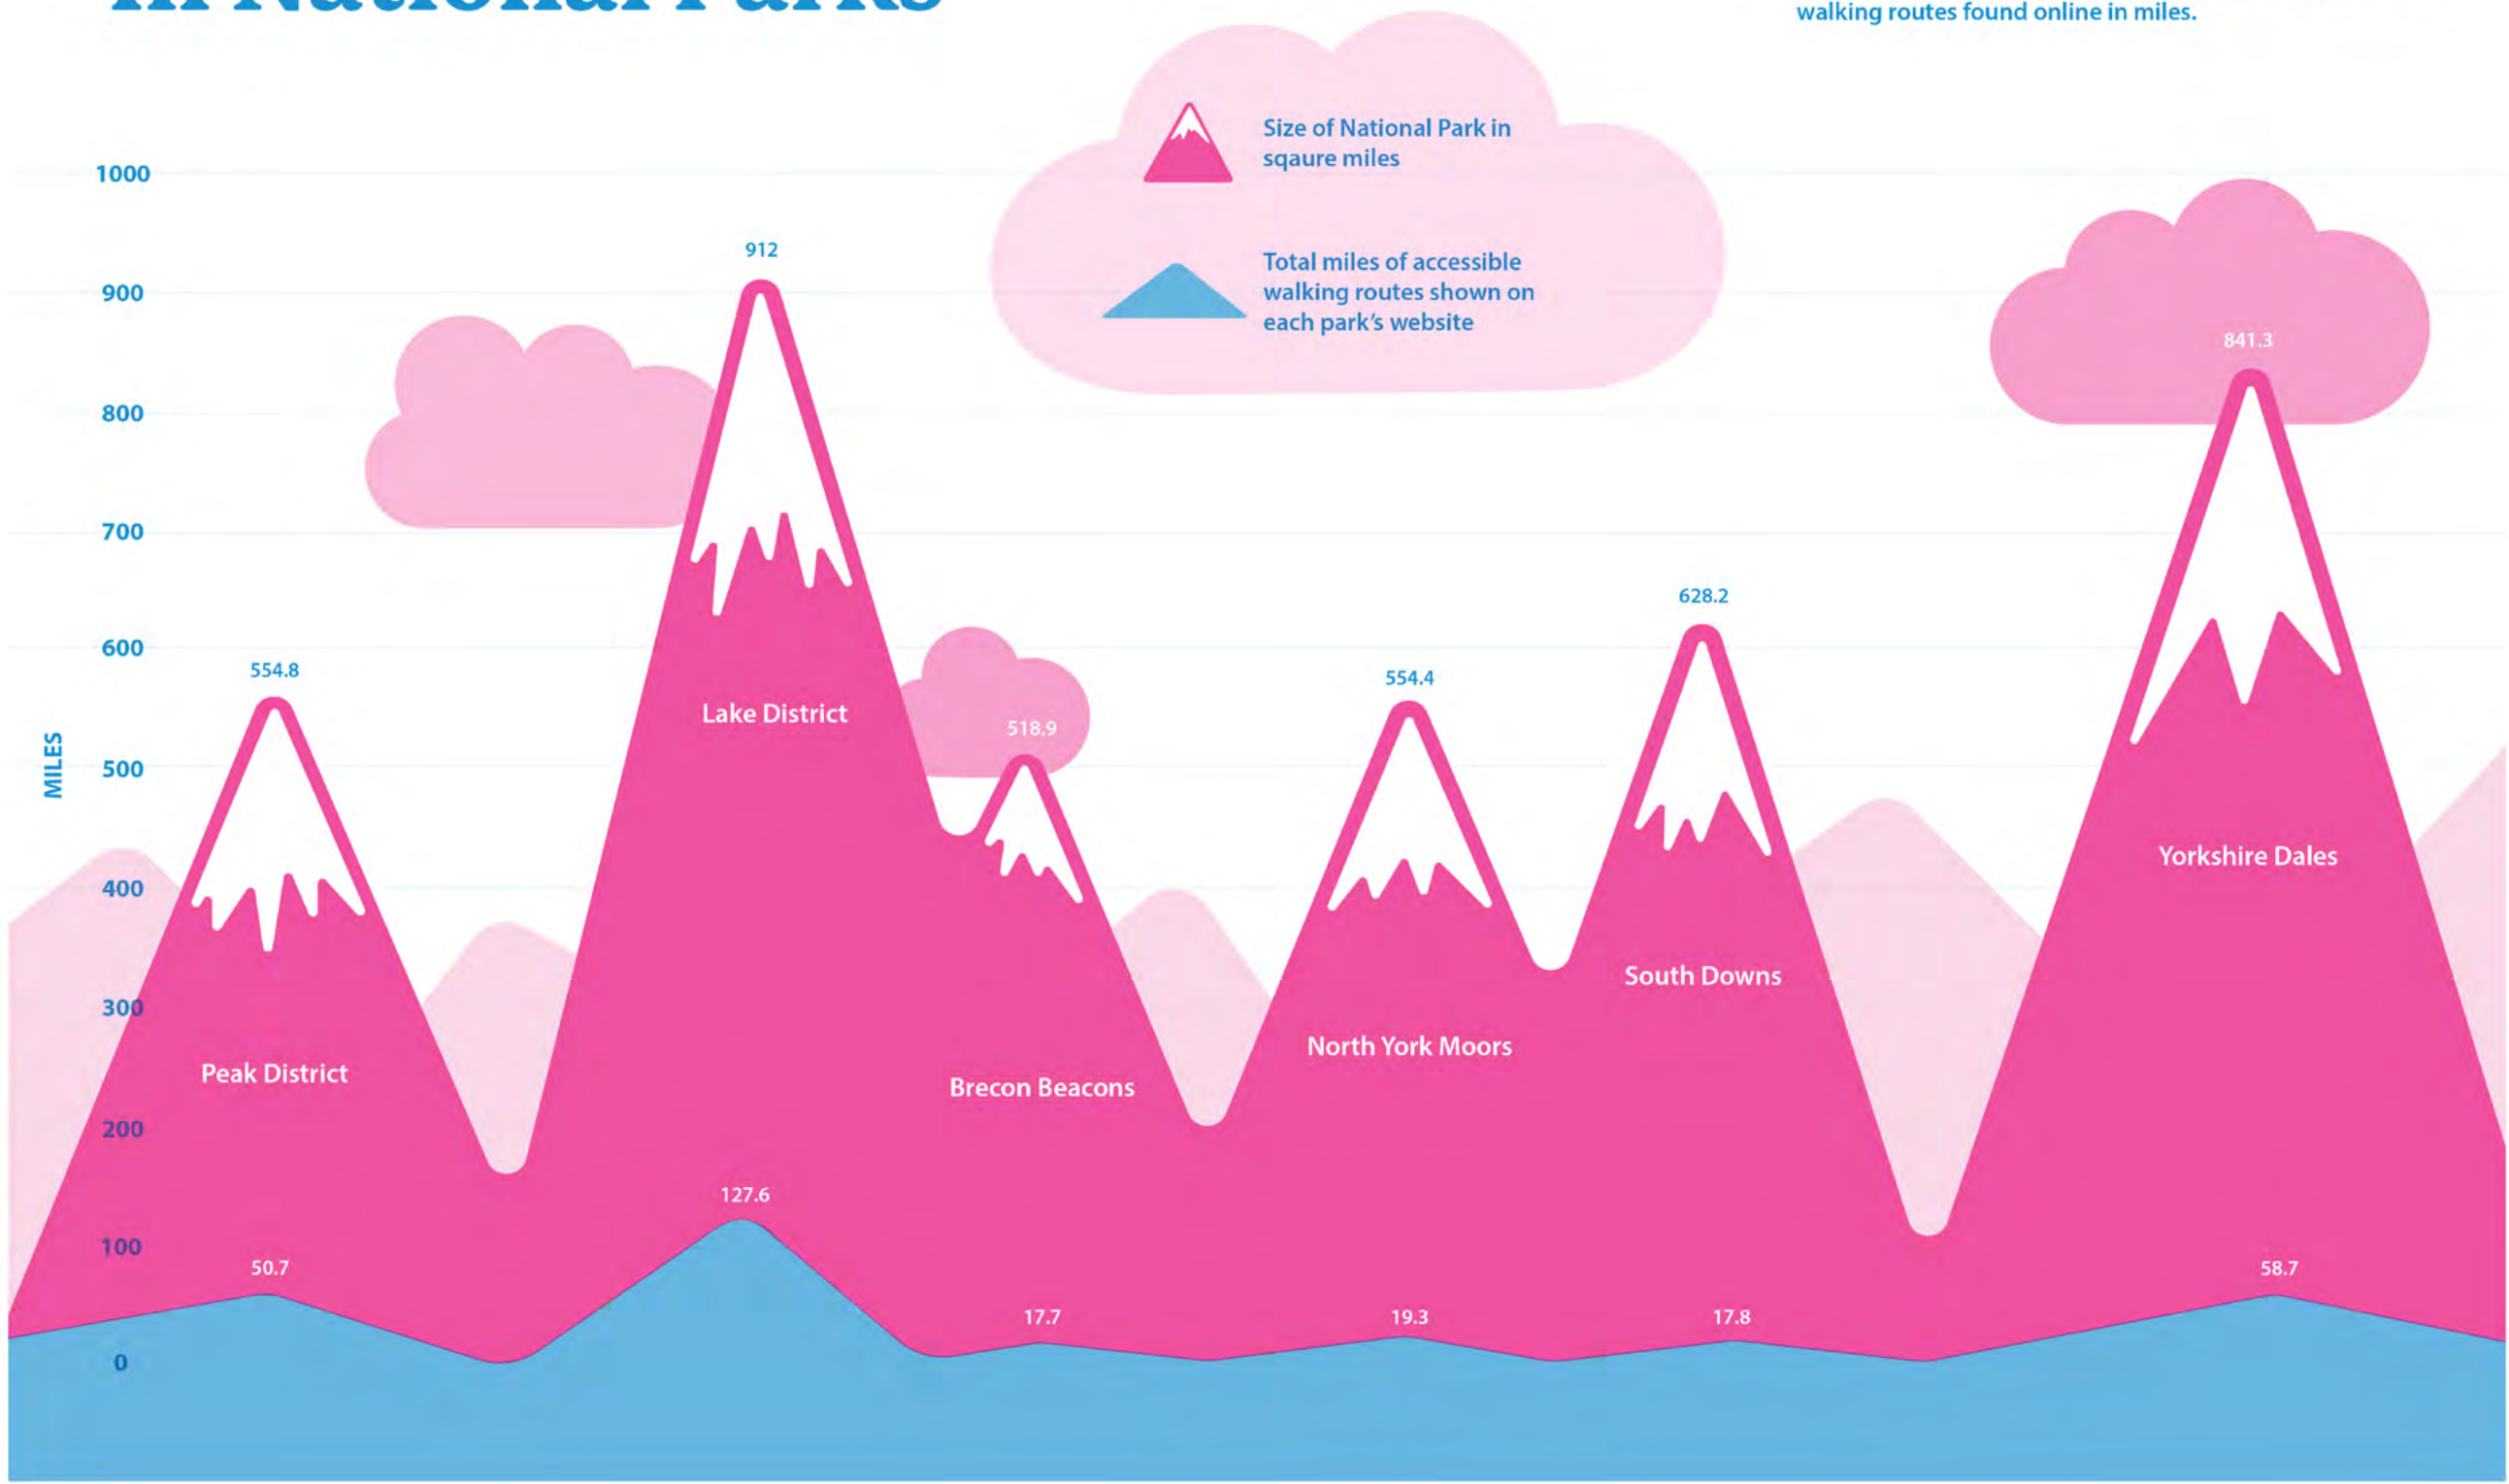 in National Parks
walking routes found online in miles.
Size of National Park in
sqaure miles
Total miles of accessible
walking routes shown on
each park's website
MILES
1000
900
800
700
600
500
400
300
200
100
0
554.8
Peak District
50.7
912
Lake District
127.6
518.9
Brecon Beacons
17.7
554.4
North York Moors
19.3
628.2
South Downs
17.8
841.3
Yorkshire Dales
58.7